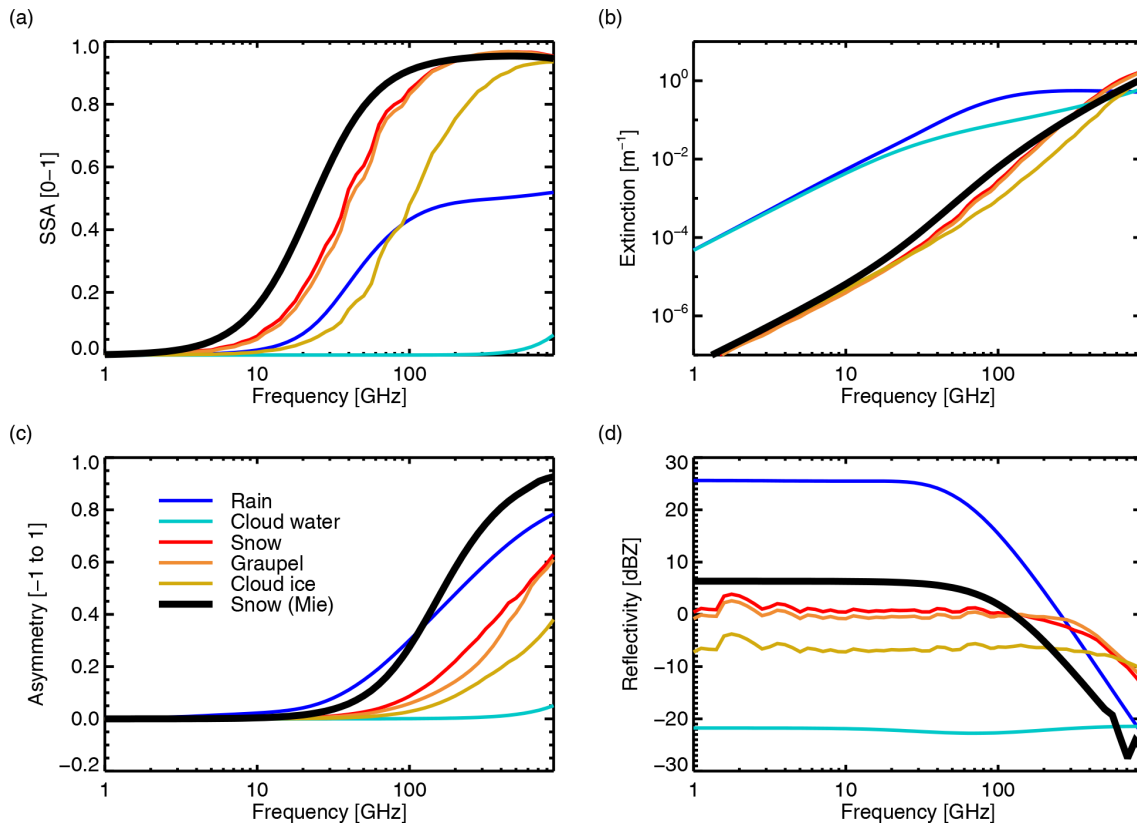 (a)
(b)
SSA [0−1]
1.0
0.8
0.6
0.4
0.2
0.0
1
10
100
Frequency [GHz]
Extinction [m⁻¹]
10⁰
10⁻²
10⁻⁴
10⁻⁶
1
10
100
Frequency [GHz]
(c)
(d)
Asymmetry [−1 to 1]
1.0
0.8
0.6
0.4
0.2
0.0
−0.2
Rain
Cloud water
Snow
Graupel
Cloud ice
Snow (Mie)
1
10
100
Frequency [GHz]
Reflectivity [dBZ]
30
20
10
0
−10
−20
−30
1
10
100
Frequency [GHz]